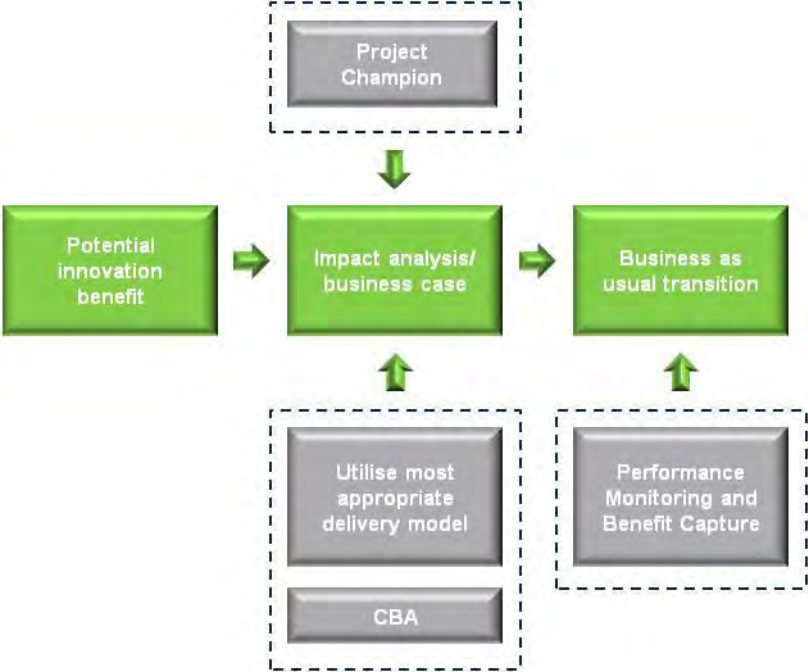 Project
Champion
Potential
innovation
benefit
Impact analysis/
business case
Business as
usual transition
Utilise most
appropriate
delivery model
CBA
Performance
Monitoring and
Benefit Capture